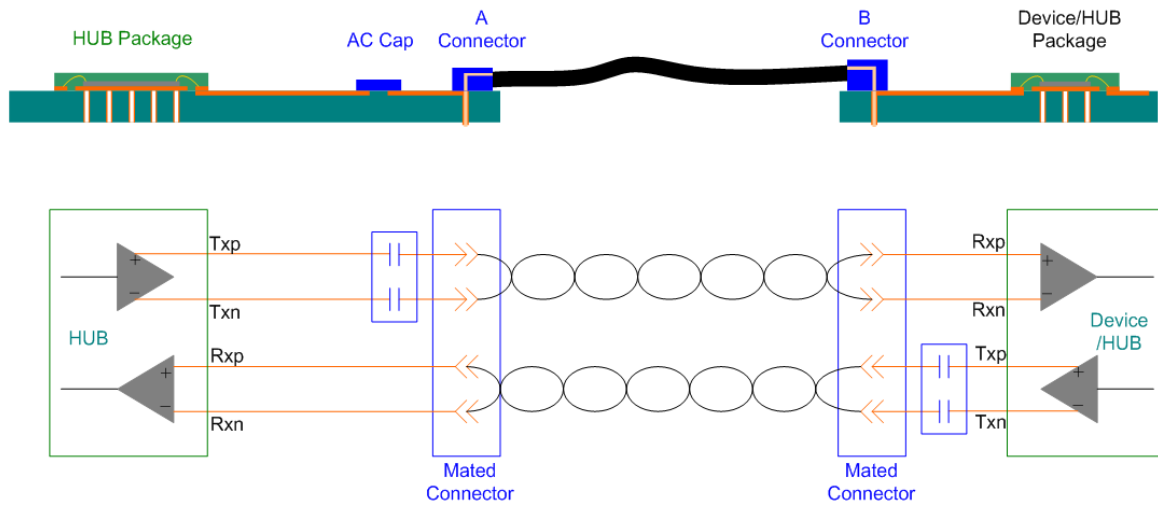 HUB Package
AC Cap
A
Connector
B
Connector
Device/HUB
Package
Txp
+
−
Txn
HUB
Rxp
+
−
Rxn
Rxp
+
−
Rxn
Device
/HUB
Txp
+
−
Txn
Mated
Connector
Mated
Connector